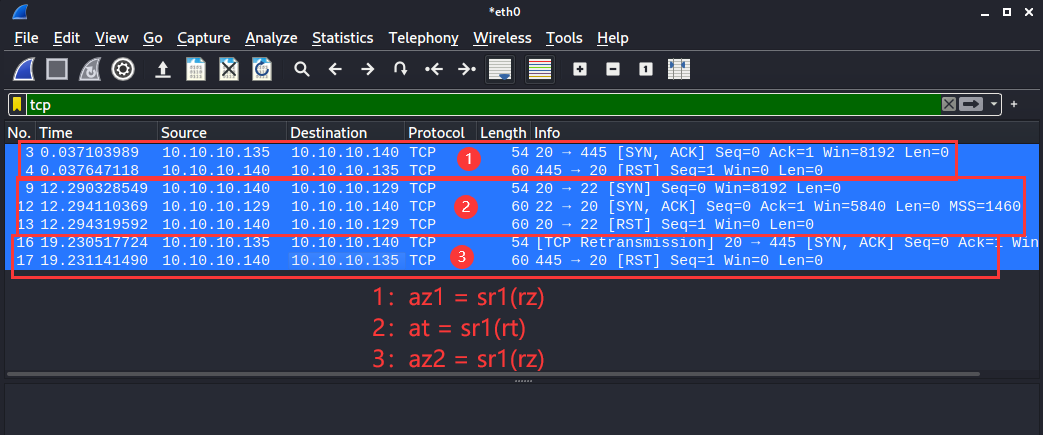 *eth0
File Edit View Go Capture Analyze Statistics Telephony Wireless Tools Help
tcp
No. Time Source Destination Protocol Length Info
3 0.037103989 10.10.10.135 10.10.10.140 TCP 54 20 → 445 [SYN, ACK] Seq=0 Ack=1 Win=8192 Len=0
4 0.037647118 10.10.10.140 10.10.10.135 TCP 60 445 → 20 [RST] Seq=1 Win=0 Len=0
1
9 12.290328549 10.10.10.140 10.10.10.129 TCP 54 20 → 22 [SYN] Seq=0 Win=8192 Len=0
12 12.294110369 10.10.10.129 10.10.10.140 TCP 60 22 → 20 [SYN, ACK] Seq=0 Ack=1 Win=5840 Len=0 MSS=1460
2
13 12.294319592 10.10.10.140 10.10.10.129 TCP 60 20 → 22 [RST] Seq=1 Win=0 Len=0
16 19.230517724 10.10.10.135 10.10.10.140 TCP 54 [TCP Retransmission] 20 → 445 [SYN, ACK] Seq=0 Ack=1 Win
17 19.231141490 10.10.10.140 10.10.10.135 TCP 60 445 → 20 [RST] Seq=1 Win=0 Len=0
3
1：az1 = sr1(rz)
2：at = sr1(rt)
3：az2 = sr1(rz)